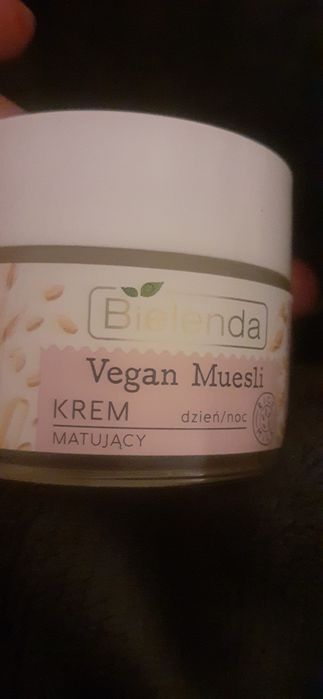 Bielenda
Vegan Muesli
KREM dzień/noc
MATUJĄCY